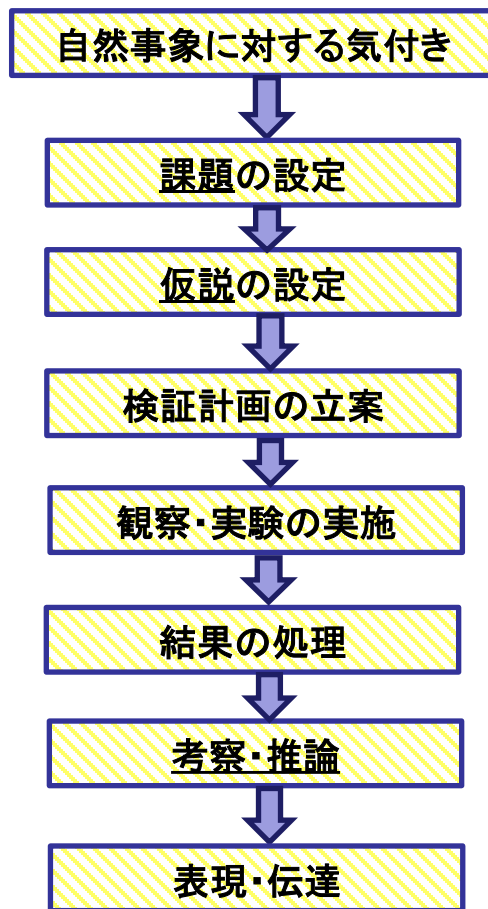 自然事象に対する気付き
課題の設定
仮説の設定
検証計画の立案
観察・実験の実施
結果の処理
考察・推論
表現・伝達